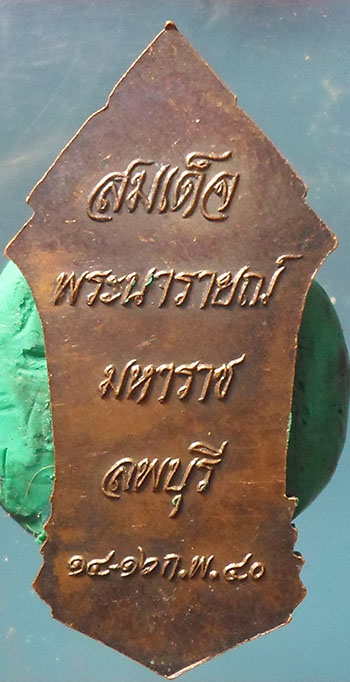 สมเด็จ
พระนารายณ์
มหาราช
ลพบุรี
๑๔-๑๖ ก.พ. ๔๐